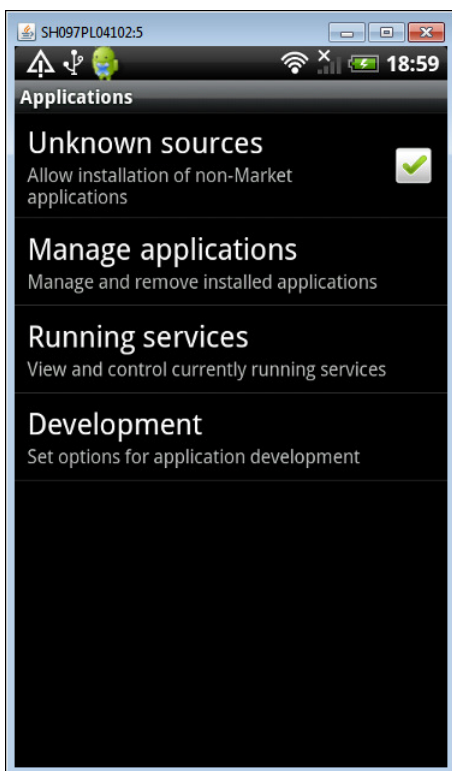 SH097PL04102:5
18:59
Applications
Unknown sources
Allow installation of non-Market
applications
Manage applications
Manage and remove installed applications
Running services
View and control currently running services
Development
Set options for application development